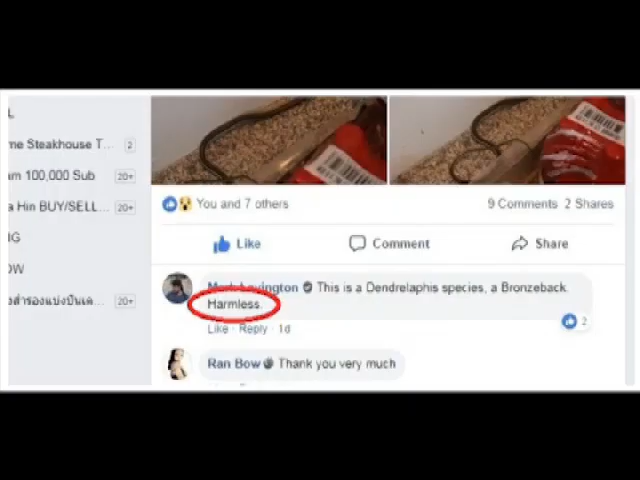 me Steakhouse T... 2
am 100,000 Sub 20+
a Hin BUY/SELL... 20+
You and 7 others 9 Comments 2 Shares
Like Comment Share
This is a Dendrelaphis species, a Bronzeback.
Harmless.
2
Like · Reply · 1d
Ran Bow Thank you very much